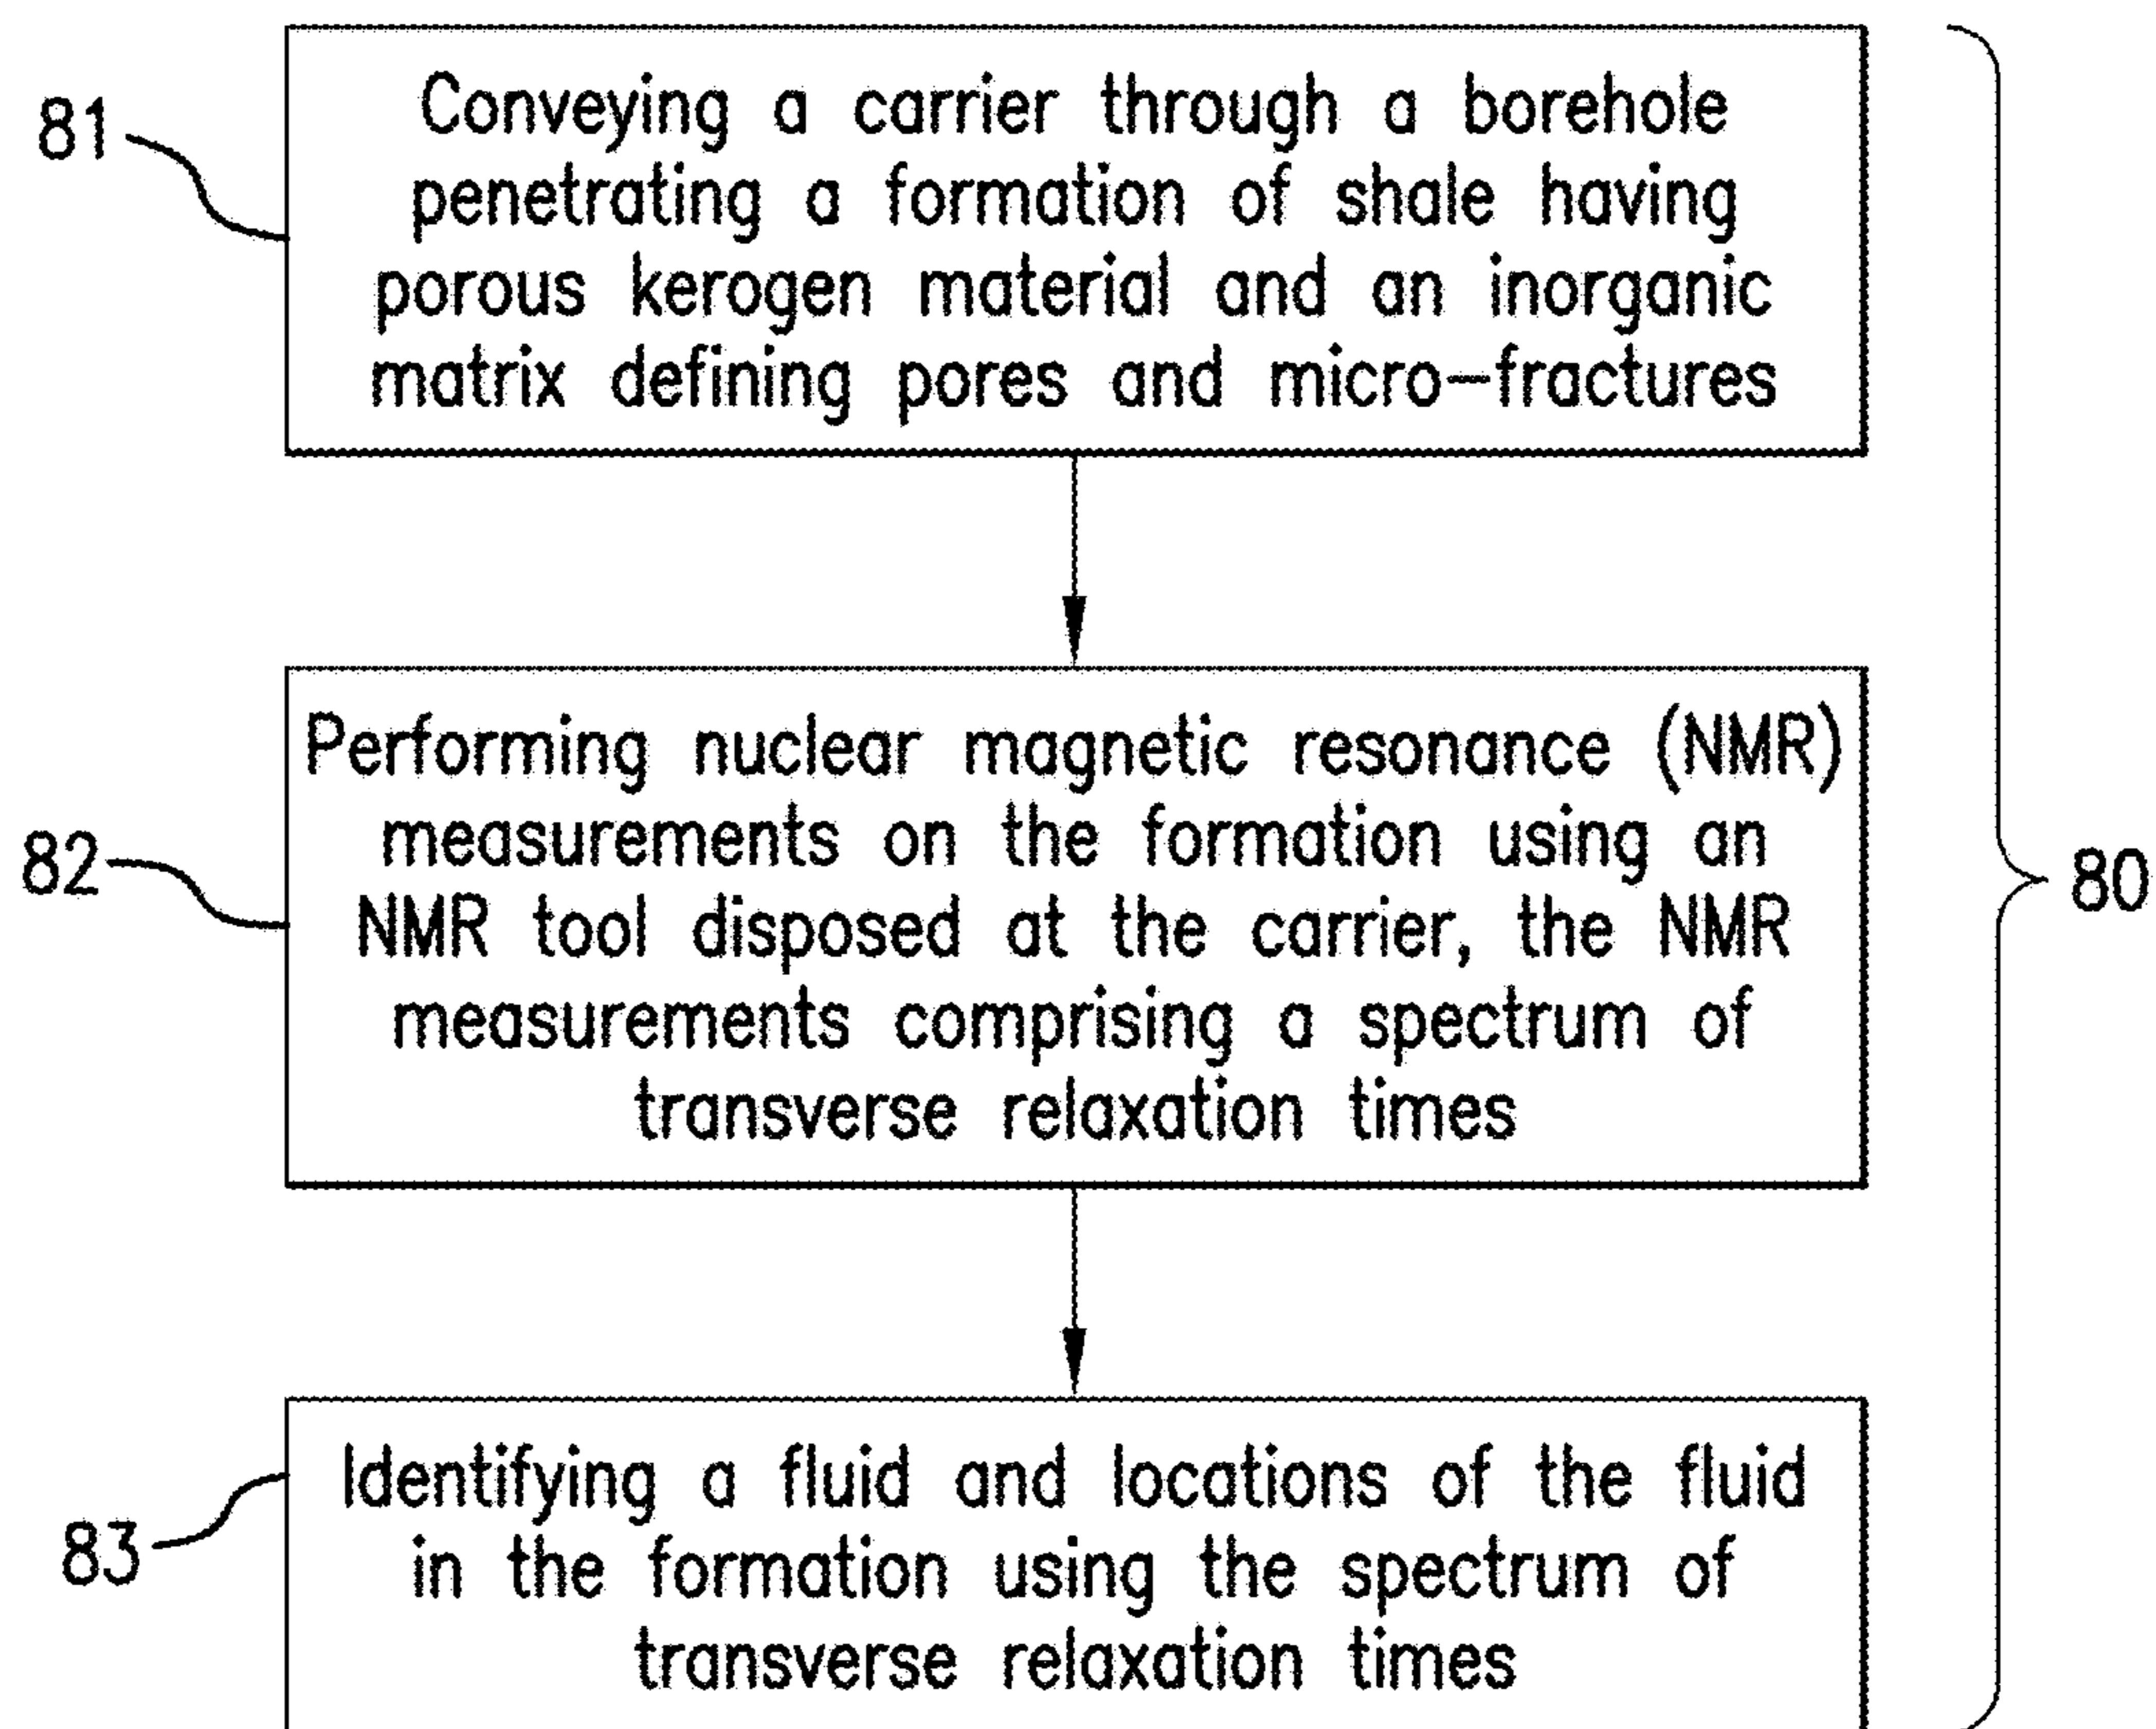 81
Conveying a carrier through a borehole
penetrating a formation of shale having
porous kerogen material and an inorganic
matrix defining pores and micro-fractures
82
Performing nuclear magnetic resonance (NMR)
measurements on the formation using an
NMR tool disposed at the carrier, the NMR
measurements comprising a spectrum of
transverse relaxation times
80
83
Identifying a fluid and locations of the fluid
in the formation using the spectrum of
transverse relaxation times